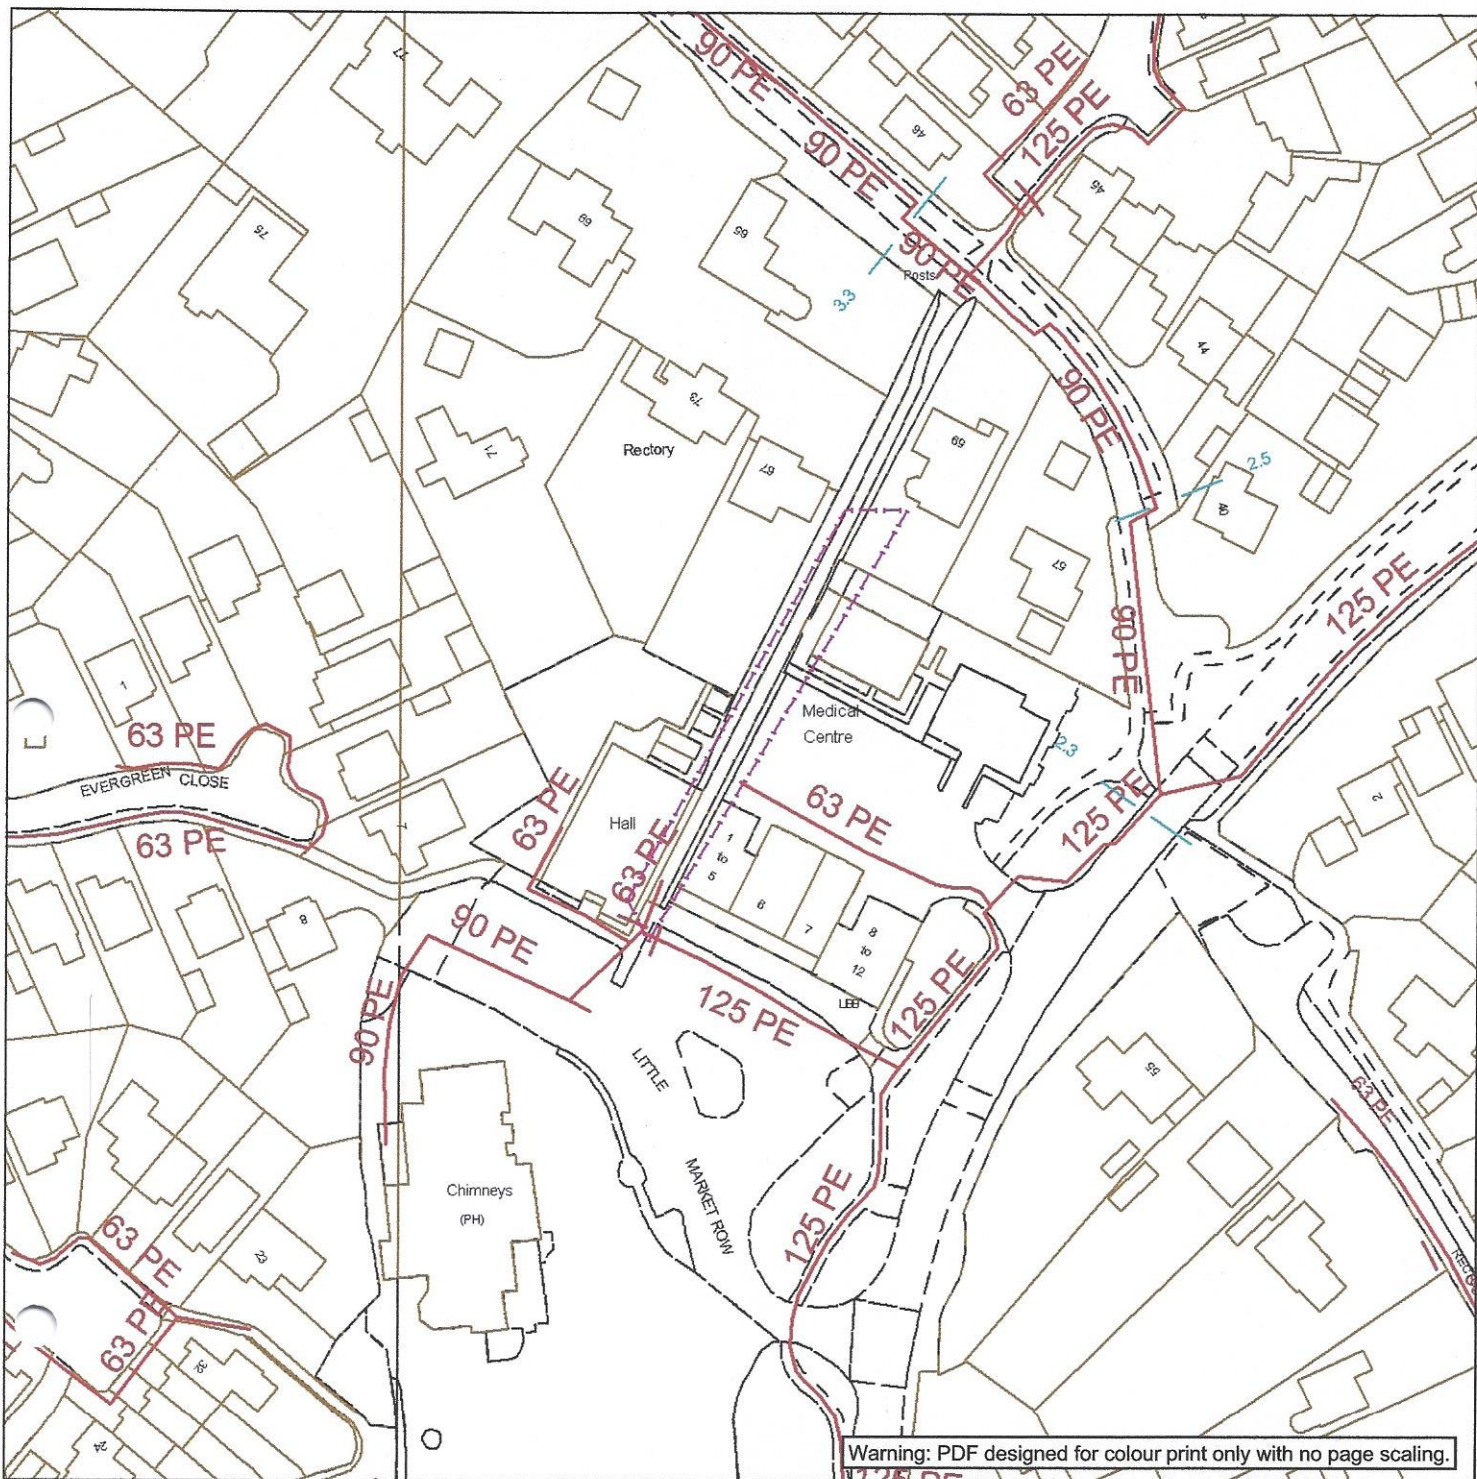 77
90 PE
63 PE
125 PE
46
90 PE
45
75
69
65
90 PE
Posts
3.3
44
90 PE
73
Rectory
71
67
59
2.5
125 PE
57
90 PE
1
63 PE
EVERGREEN CLOSE
63 PE
7
Medical
Centre
2.3
63 PE
Hall
63 PE
63 PE
125 PE
2
1
to
5
6
7
8
to
12
8
90 PE
90 PE
125 PE
125 PE
LITTLE
MARKET ROW
55
63 PE
Chimneys
(PH)
125 PE
63 PE
23
63 PE
32
24
Warning: PDF designed for colour print only with no page scaling.
125 PE